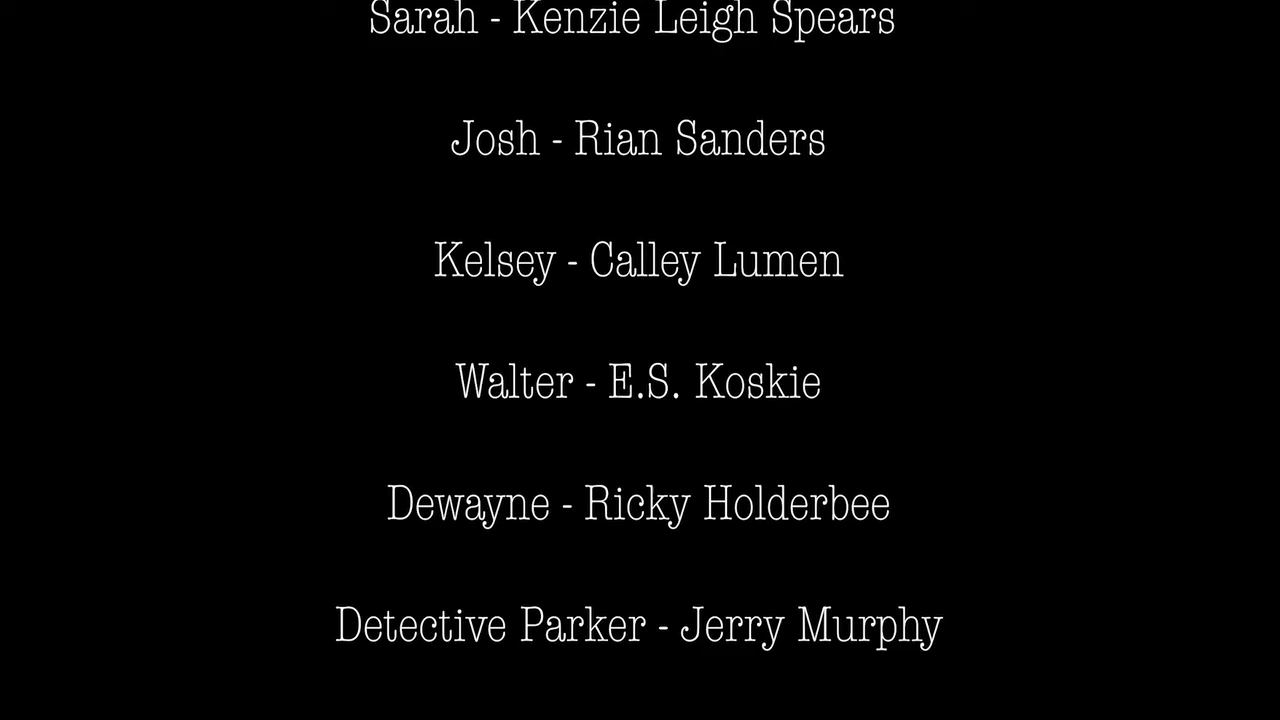 Sarah - Kenzie Leigh Spears
Josh - Rian Sanders
Kelsey - Calley Lumen
Walter - E.S. Koskie
Dewayne - Ricky Holderbee
Detective Parker - Jerry Murphy